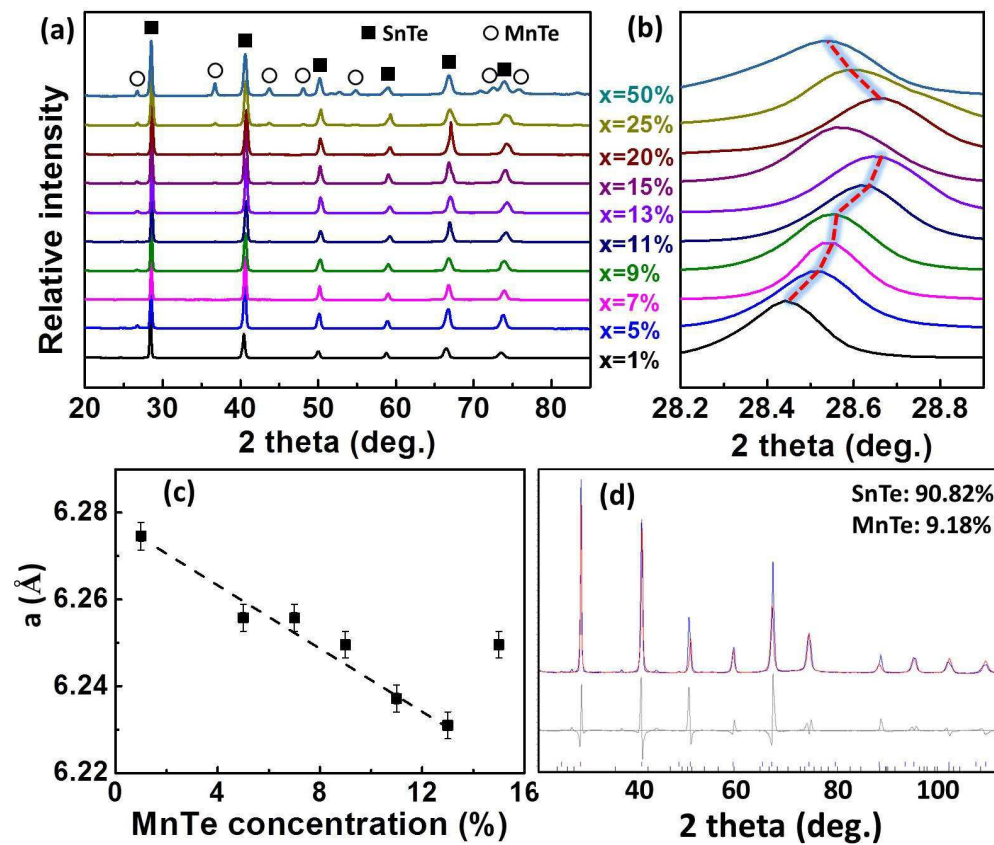 (a)
■ SnTe ○ MnTe
Relative intensity
20 30 40 50 60 70 80
2 theta (deg.)
x=50%
x=25%
x=20%
x=15%
x=13%
x=11%
x=9%
x=7%
x=5%
x=1%
(b)
28.2 28.4 28.6 28.8
2 theta (deg.)
(c)
a (Å)
6.28
6.26
6.24
6.22
0 4 8 12 16
MnTe concentration (%)
(d)
SnTe: 90.82%
MnTe: 9.18%
40 60 80 100
2 theta (deg.)